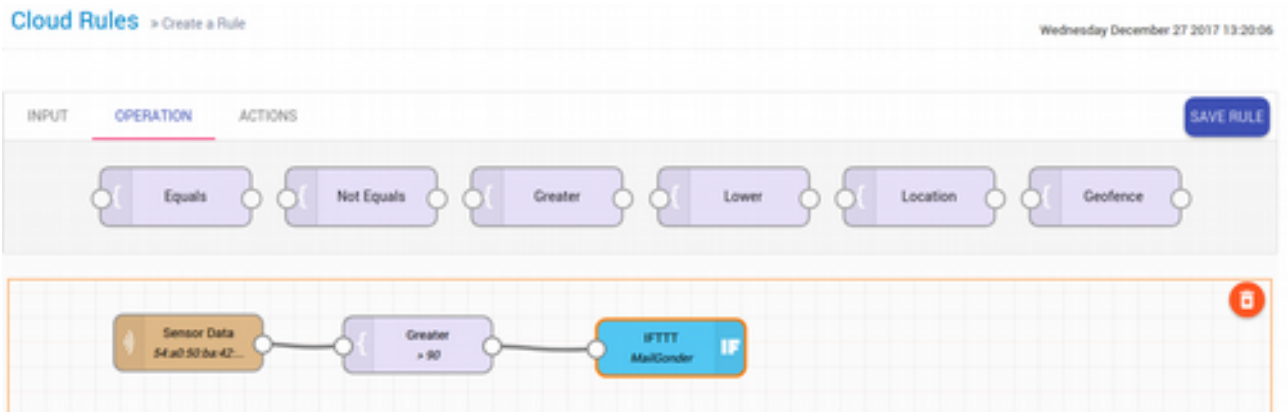 Cloud Rules » Create a Rule
Wednesday December 27 2017 13:20:06
INPUT OPERATION ACTIONS SAVE RULE
Equals Not Equals Greater Lower Location Geofence
Sensor Data
54:a0:50:ba:42:...
Greater
> 90
IFTTT
MailGonder
IF